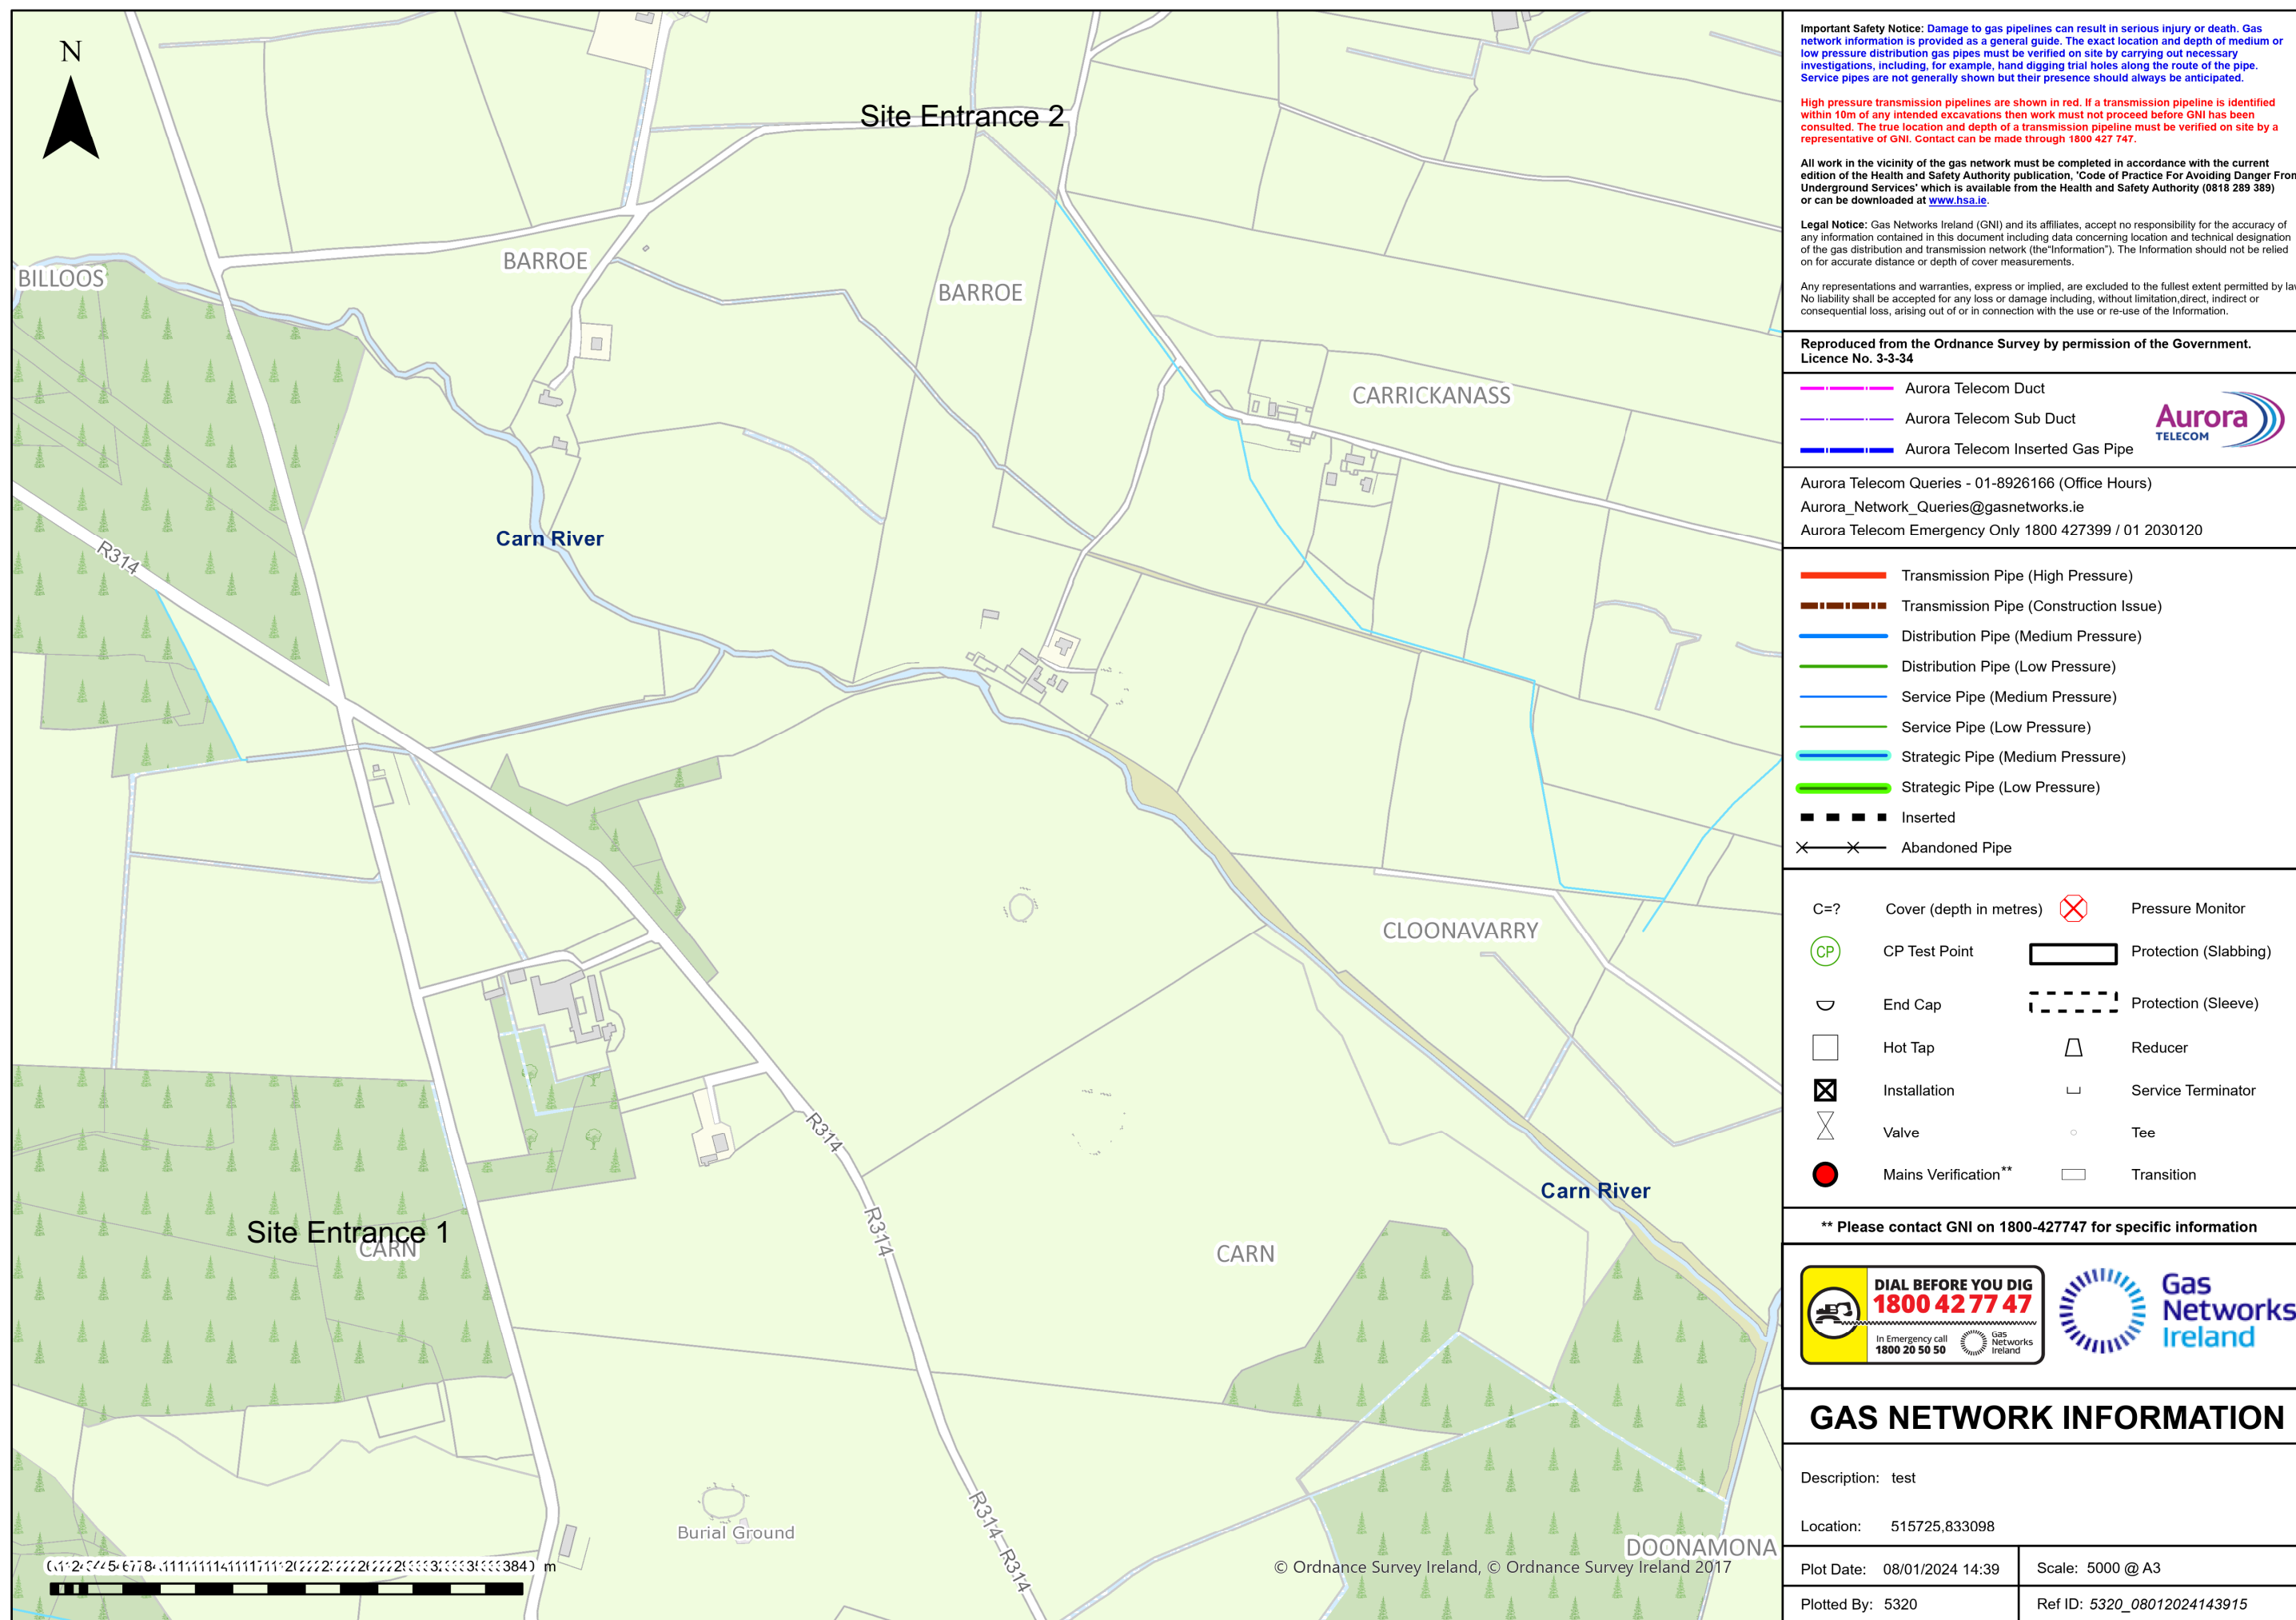 N
Site Entrance 2
BILLOOS
BARROE
BARROE
CARRICKANASS
R314
Carn River
CLOONAVARRY
R314
Carn River
Site Entrance 1
CARN
R314
CARN
R314
R314
Burial Ground
DOONAMONA
m
© Ordnance Survey Ireland, © Ordnance Survey Ireland 2017
Important Safety Notice: Damage to gas pipelines can result in serious injury or death. Gas
network information is provided as a general guide. The exact location and depth of medium or
low pressure distribution gas pipes must be verified on site by carrying out necessary
investigations, including, for example, hand digging trial holes along the route of the pipe.
Service pipes are not generally shown but their presence should always be anticipated.
High pressure transmission pipelines are shown in red. If a transmission pipeline is identified
within 10m of any intended excavations then work must not proceed before GNI has been
consulted. The true location and depth of a transmission pipeline must be verified on site by a
representative of GNI. Contact can be made through 1800 427 747.
All work in the vicinity of the gas network must be completed in accordance with the current
edition of the Health and Safety Authority publication, 'Code of Practice For Avoiding Danger From
Underground Services' which is available from the Health and Safety Authority (0818 289 389)
or can be downloaded at www.hsa.ie.
Legal Notice: Gas Networks Ireland (GNI) and its affiliates, accept no responsibility for the accuracy of
any information contained in this document including data concerning location and technical designation
of the gas distribution and transmission network (the“Information”). The Information should not be relied
on for accurate distance or depth of cover measurements.
Any representations and warranties, express or implied, are excluded to the fullest extent permitted by law
No liability shall be accepted for any loss or damage including, without limitation,direct, indirect or
consequential loss, arising out of or in connection with the use or re-use of the Information.
Reproduced from the Ordnance Survey by permission of the Government.
Licence No. 3-3-34
Aurora Telecom Duct
Aurora Telecom Sub Duct
Aurora Telecom Inserted Gas Pipe
Aurora
TELECOM
Aurora Telecom Queries - 01-8926166 (Office Hours)
Aurora_Network_Queries@gasnetworks.ie
Aurora Telecom Emergency Only 1800 427399 / 01 2030120
Transmission Pipe (High Pressure)
Transmission Pipe (Construction Issue)
Distribution Pipe (Medium Pressure)
Distribution Pipe (Low Pressure)
Service Pipe (Medium Pressure)
Service Pipe (Low Pressure)
Strategic Pipe (Medium Pressure)
Strategic Pipe (Low Pressure)
Inserted
Abandoned Pipe
C=? Cover (depth in metres) Pressure Monitor
CP CP Test Point Protection (Slabbing)
End Cap Protection (Sleeve)
Hot Tap Reducer
Installation Service Terminator
Valve Tee
Mains Verification** Transition
** Please contact GNI on 1800-427747 for specific information
DIAL BEFORE YOU DIG
1800 42 77 47
In Emergency call
1800 20 50 50
Gas
Networks
Ireland
Gas
Networks
Ireland
GAS NETWORK INFORMATION
Description: test
Location: 515725,833098
Plot Date: 08/01/2024 14:39 Scale: 5000 @ A3
Plotted By: 5320 Ref ID: 5320_08012024143915